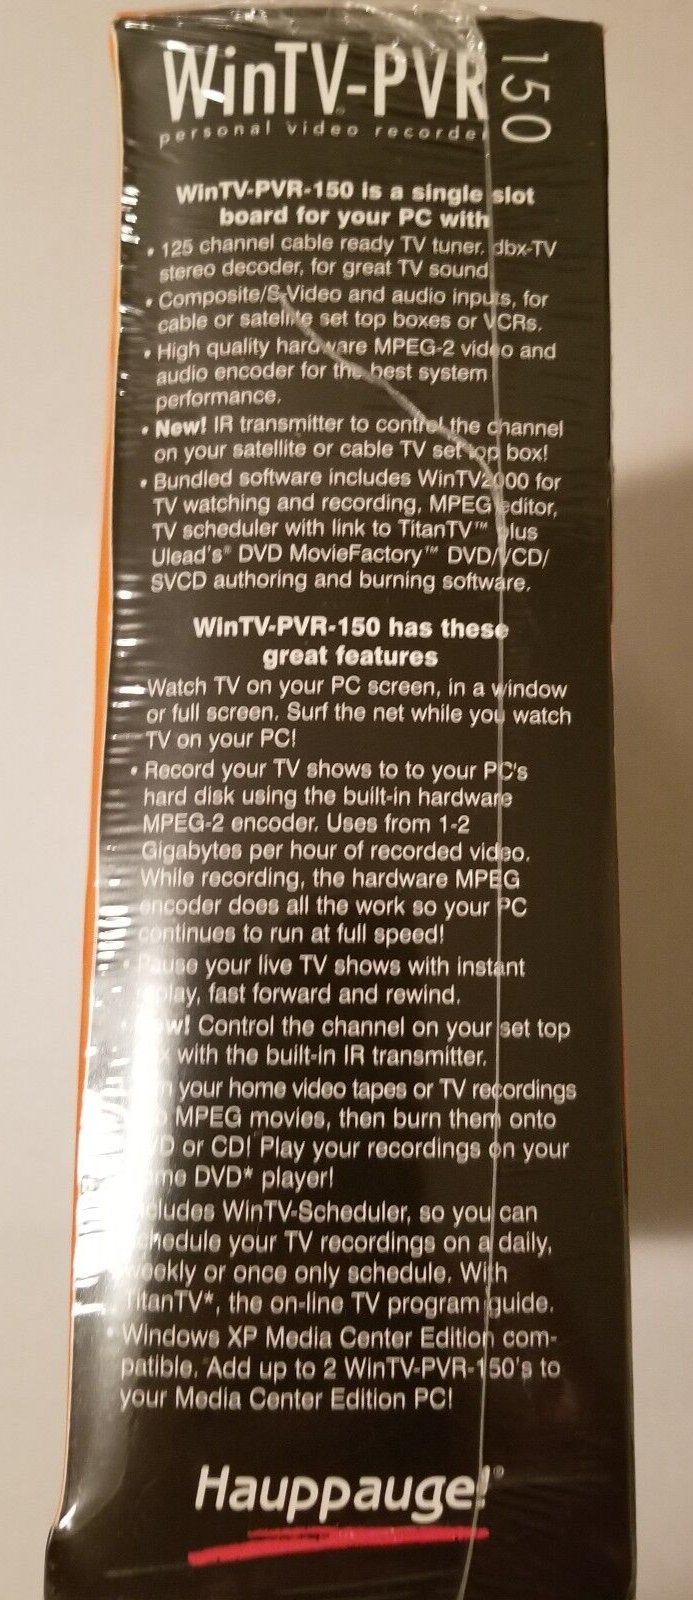 WinTV-PVR 150
personal video recorder
WinTV-PVR-150 is a single slot
board for your PC with
• 125 channel cable ready TV tuner. dbx-TV
stereo decoder, for great TV sound
• Composite/S-Video and audio inputs, for
cable or satellite set top boxes or VCRs.
• High quality hardware MPEG-2 video and
audio encoder for the best system
performance.
• New! IR transmitter to control the channel
on your satellite or cable TV set top box!
• Bundled software includes WinTV2000 for
TV watching and recording, MPEG editor,
TV scheduler with link to TitanTV™ plus
Ulead's® DVD MovieFactory™ DVD/VCD/
SVCD authoring and burning software.
WinTV-PVR-150 has these
great features
• Watch TV on your PC screen, in a window
or full screen. Surf the net while you watch
TV on your PC!
• Record your TV shows to to your PC's
hard disk using the built-in hardware
MPEG-2 encoder. Uses from 1-2
Gigabytes per hour of recorded video.
While recording, the hardware MPEG
encoder does all the work so your PC
continues to run at full speed!
• Pause your live TV shows with instant
replay, fast forward and rewind.
New! Control the channel on your set top
box with the built-in IR transmitter.
your home video tapes or TV recordings
MPEG movies, then burn them onto
DVD or CD! Play your recordings on your
home DVD* player!
Includes WinTV-Scheduler, so you can
schedule your TV recordings on a daily,
weekly or once only schedule. With
TitanTV*, the on-line TV program guide.
• Windows XP Media Center Edition com-
patible. Add up to 2 WinTV-PVR-150's to
your Media Center Edition PC!
Hauppauge!®